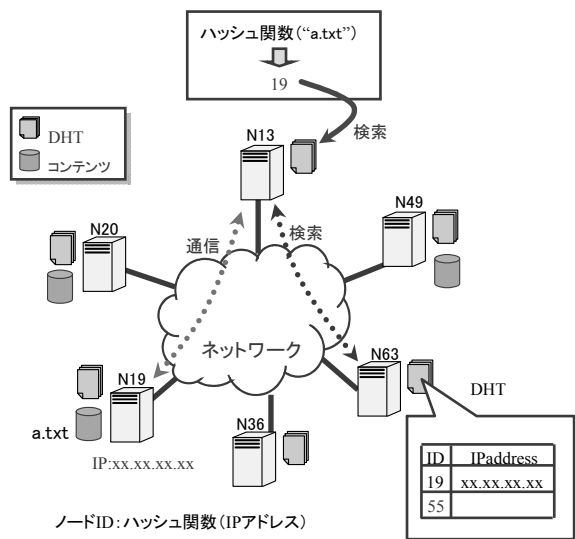 ハッシュ関数(“a.txt”)
19
検索
DHT
コンテンツ
N13
N49
N20
通信
検索
ネットワーク
N63
DHT
N19
a.txt
IP:xx.xx.xx.xx
N36
ID IPaddress
19 xx.xx.xx.xx
55
ノードID:ハッシュ関数(IPアドレス)